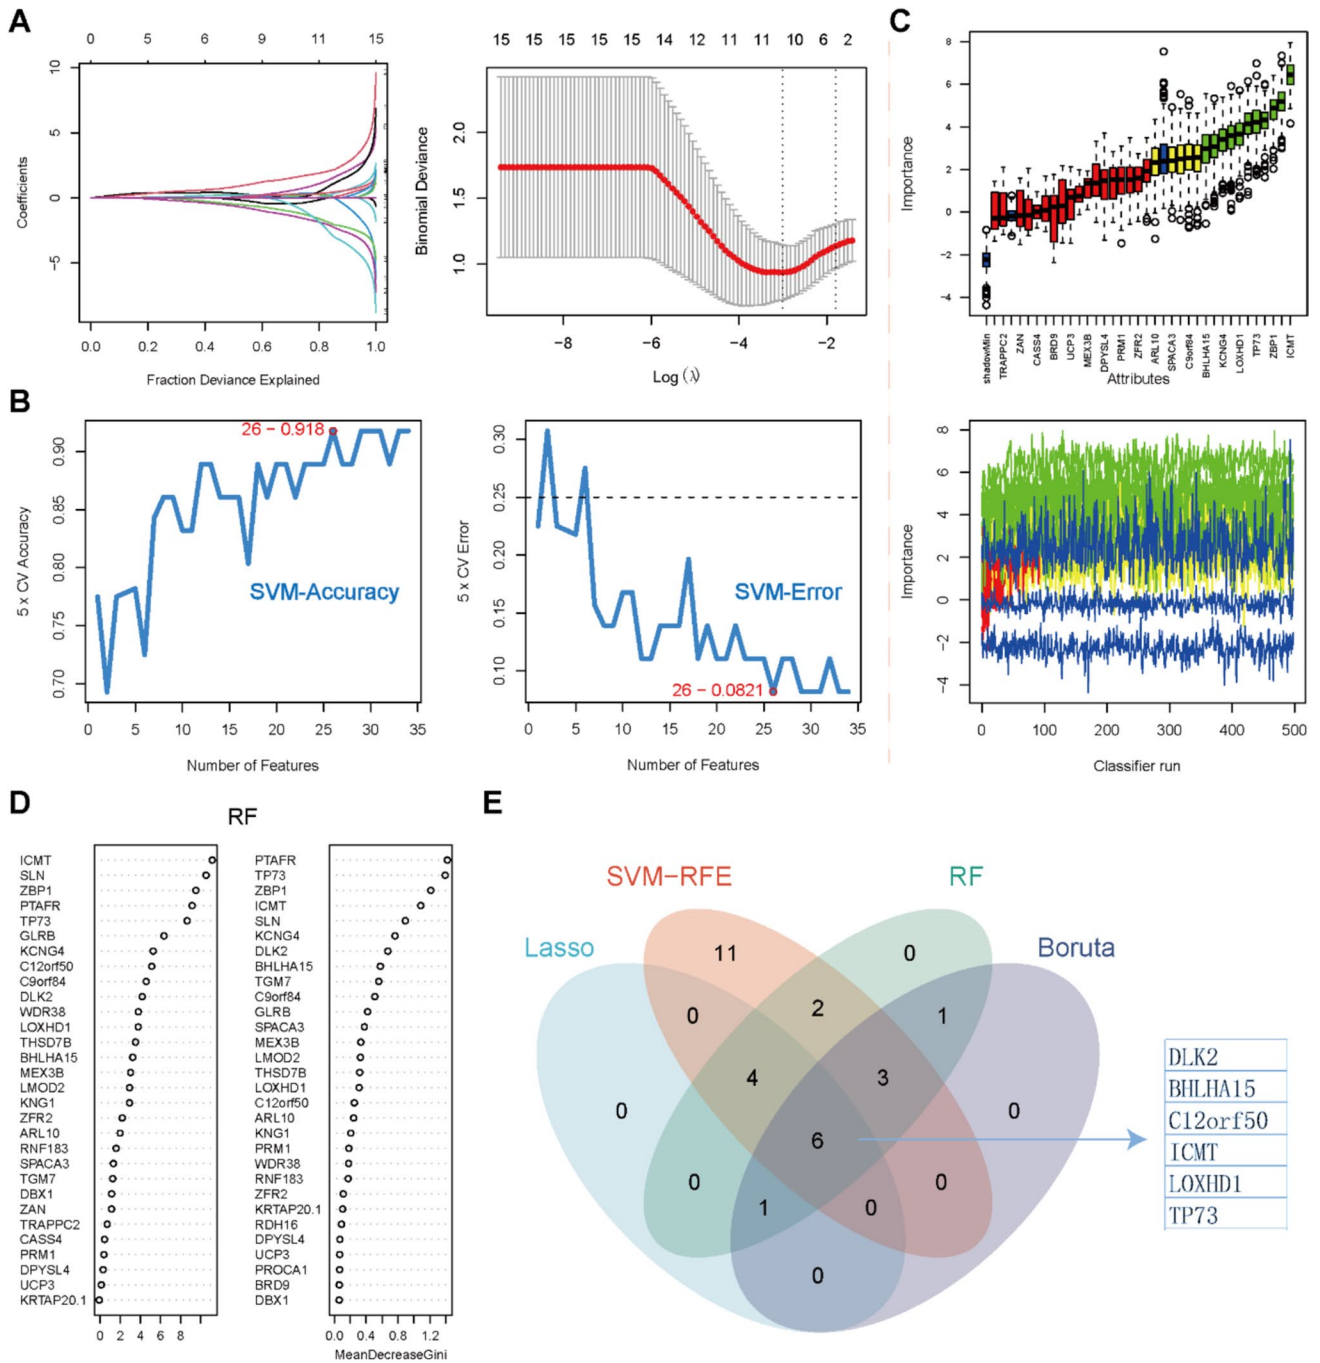 A
0 5 6 9 11 15
10
5
0
−5
Coefficients
0.0 0.2 0.4 0.6 0.8 1.0
Fraction Deviance Explained
15 15 15 15 15 14 12 11 11 10 6 2
2.0
1.5
1.0
Binomial Deviance
−8 −6 −4 −2
Log (λ)
B
26 − 0.918
0.90
0.85
0.80
0.75
0.70
5 x CV Accuracy
SVM-Accuracy
0 5 10 15 20 25 30 35
Number of Features
0.30
0.25
0.20
0.15
0.10
5 x CV Error
SVM-Error
26 − 0.0821
0 5 10 15 20 25 30 35
Number of Features
C
8
6
4
2
0
−2
−4
Importance
shadowMin
TRAPPC2
ZAN
CASS4
BRD9
UCP3
MEX3B
DPYSL4
PRM1
ZFR2
ARL10
SPACA3
C9orf84
BHLHA15
KCNG4
LOXHD1
TP73
ZBP1
ICMT
Attributes
8
6
4
2
0
−2
−4
Importance
0 100 200 300 400 500
Classifier run
D
RF
ICMT
SLN
ZBP1
PTAFR
TP73
GLRB
KCNG4
C12orf50
C9orf84
DLK2
WDR38
LOXHD1
THSD7B
BHLHA15
MEX3B
LMOD2
KNG1
ZFR2
ARL10
RNF183
SPACA3
TGM7
DBX1
ZAN
TRAPPC2
CASS4
PRM1
DPYSL4
UCP3
KRTAP20.1
0 2 4 6 8
PTAFR
TP73
ZBP1
ICMT
SLN
KCNG4
DLK2
BHLHA15
TGM7
C9orf84
GLRB
SPACA3
MEX3B
LMOD2
THSD7B
LOXHD1
C12orf50
ARL10
KNG1
PRM1
WDR38
RNF183
ZFR2
KRTAP20.1
RDH16
DPYSL4
UCP3
PROCA1
BRD9
DBX1
0.0 0.4 0.8 1.2
MeanDecreaseGini
E
SVM−RFE
RF
Lasso
Boruta
11
0
0
2
1
4
3
0
0
6
0
0
1
0
0
DLK2
BHLHA15
C12orf50
ICMT
LOXHD1
TP73